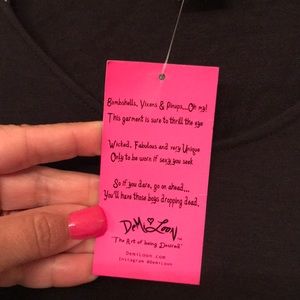 Bombshells, Vixens & Pinups...Oh my!
This garment is sure to thrill the eye
Wicked, Fabulous and very Unique
Only to be worn if sexy you seek
So if you dare, go on ahead...
You'll have those boys dropping dead.
Demi Loon™
"The Art of being Desired"
DemiLoon.com
Instagram @DemiLoon